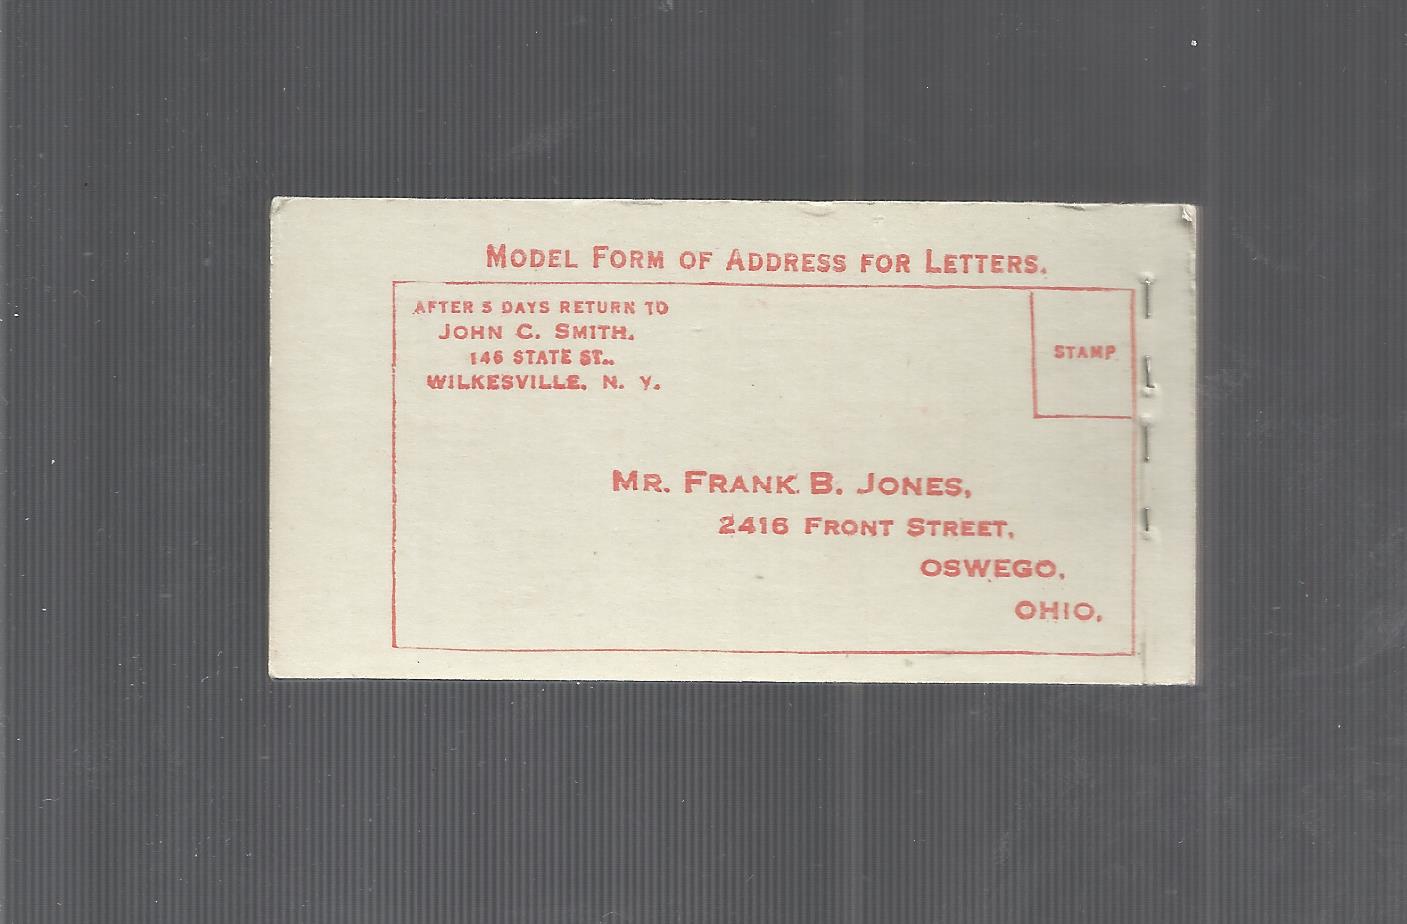 MODEL FORM OF ADDRESS FOR LETTERS.
AFTER 5 DAYS RETURN TO
JOHN C. SMITH.
146 STATE ST..
WILKESVILLE. N. Y.
STAMP
MR. FRANK. B. JONES,
2416 FRONT STREET,
OSWEGO,
OHIO.